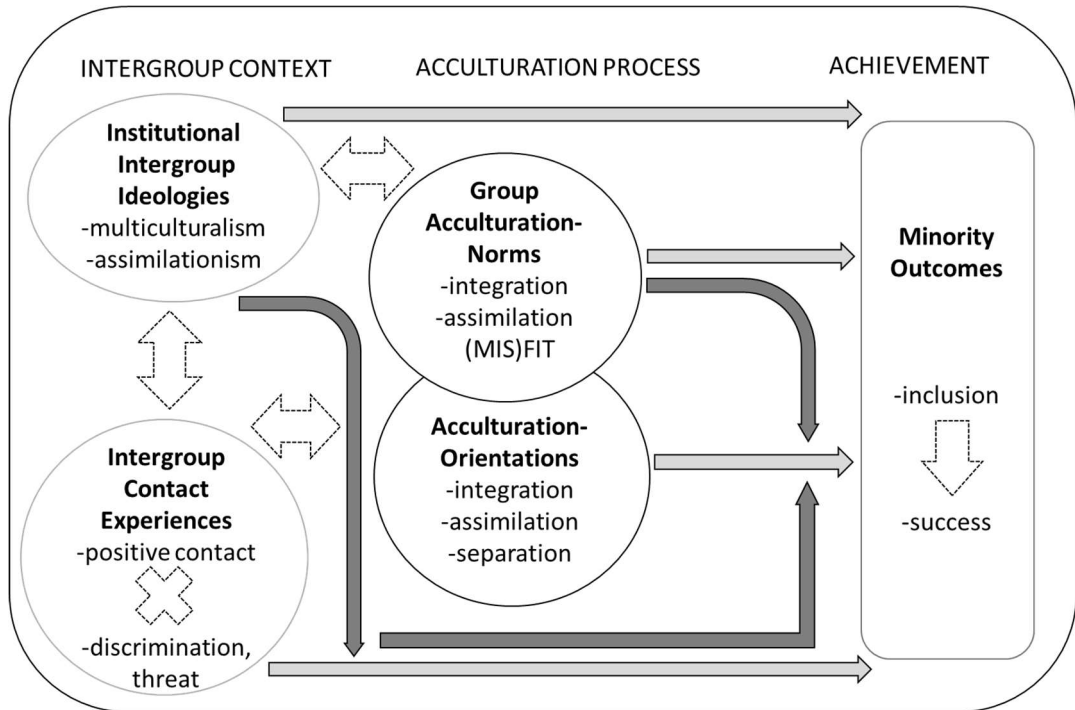 INTERGROUP CONTEXT
ACCULTURATION PROCESS
ACHIEVEMENT
Institutional
Intergroup
Ideologies
-multiculturalism
-assimilationism
Intergroup
Contact
Experiences
-positive contact
-discrimination,
threat
Group
Acculturation-
Norms
-integration
-assimilation
(MIS)FIT
Acculturation-
Orientations
-integration
-assimilation
-separation
Minority
Outcomes
-inclusion
-success